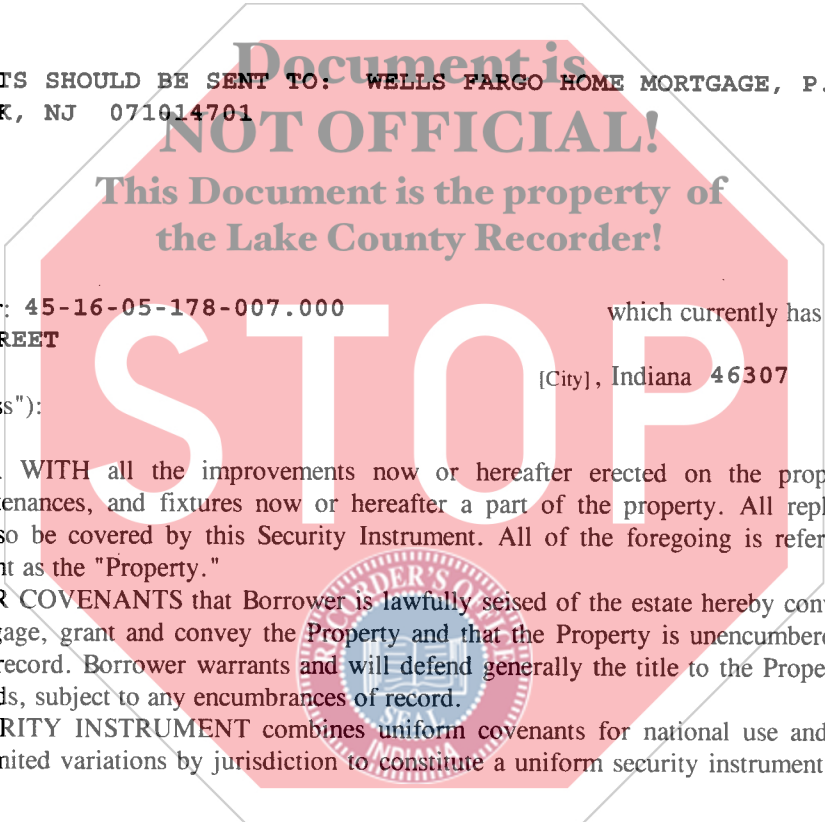 Document is
TS SHOULD BE SENT TO: WELLS FARGO HOME MORTGAGE, P.
K, NJ 071014701
NOT OFFICIAL!
This Document is the property of
the Lake County Recorder!
r: 45-16-05-178-007.000 which currently has
REET
[City], Indiana 46307
ss"):
STOP
WITH all the improvements now or hereafter erected on the prop
tenances, and fixtures now or hereafter a part of the property. All repl
so be covered by this Security Instrument. All of the foregoing is refer
nt as the "Property."
R COVENANTS that Borrower is lawfully seised of the estate hereby con
gage, grant and convey the Property and that the Property is unencumbere
record. Borrower warrants and will defend generally the title to the Prope
ds, subject to any encumbrances of record.
RITY INSTRUMENT combines uniform covenants for national use and
mited variations by jurisdiction to constitute a uniform security instrument
RECORDER'S OFFICE
SEAL
INDIANA